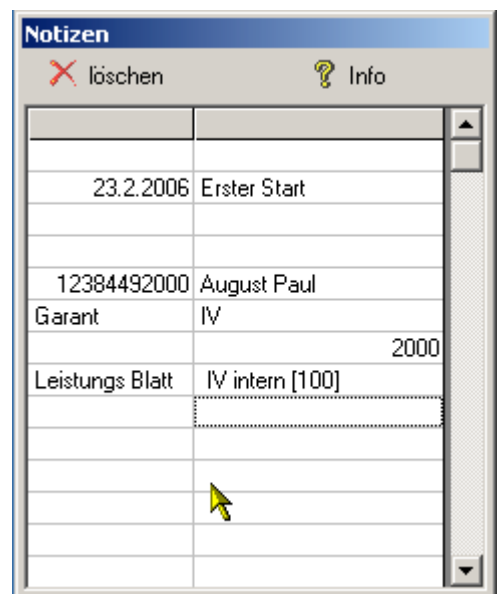 Notizen
löschen Info
23.2.2006 Erster Start
12384492000 August Paul
Garant IV
2000
Leistungs Blatt IV intern [100]